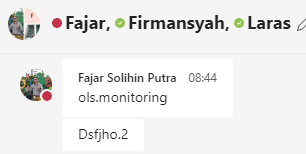 Fajar, Firmansyah, Laras
Fajar Solihin Putra 08:44
ols.monitoring
Dsfjho.2